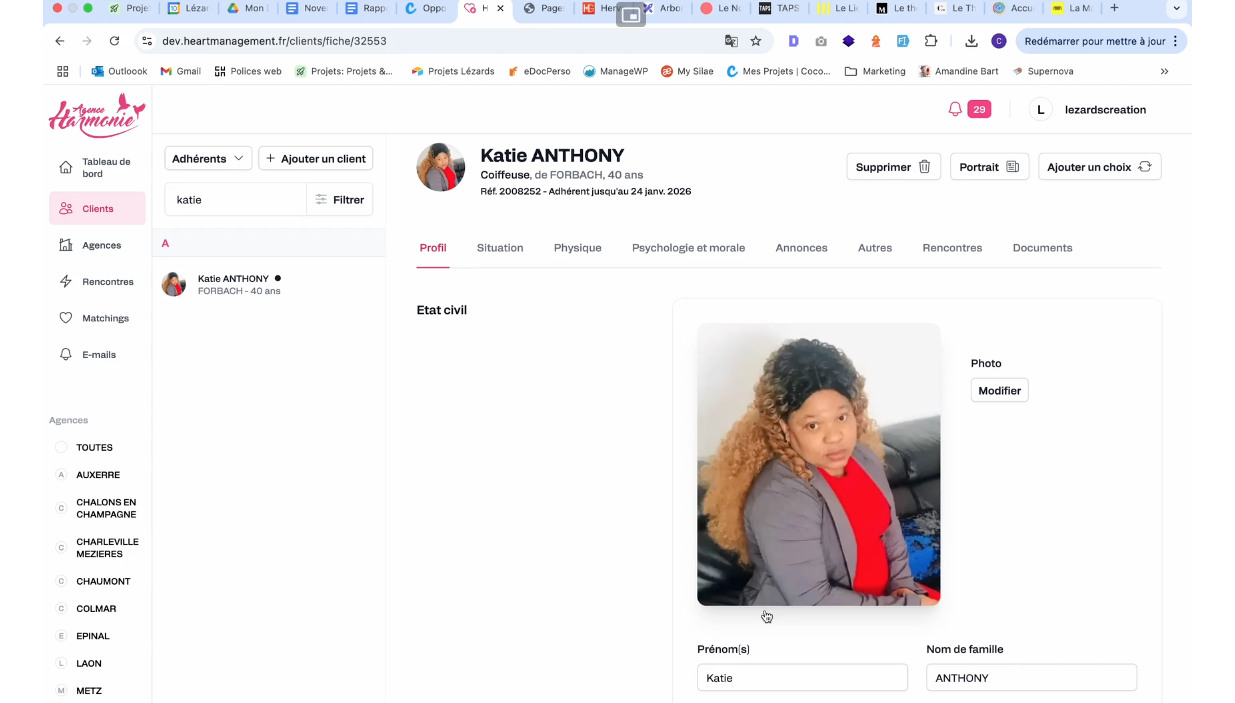 Proje
Lézar
Mon
Nove
Rapp
Oppo
H
Page
Her
Arbo
Le N
TAPS
TAPS
Le Li
M
Le th
Le Th
Accu
La M
dev.heartmanagement.fr/clients/fiche/32553
Redémarrer pour mettre à jour
Outloook
Gmail
Polices web
Projets: Projets &...
Projets Lézards
eDocPerso
ManageWP
My Silae
Mes Projets | Coco...
Marketing
Amandine Bart
Supernova
Agence
Harmonie
29
L
lezardscreation
Tableau de
bord
Clients
Agences
Rencontres
Matchings
E-mails
Agences
TOUTES
A AUXERRE
C CHALONS EN
CHAMPAGNE
C CHARLEVILLE
MEZIERES
C CHAUMONT
C COLMAR
E EPINAL
L LAON
M METZ
Adhérents
+ Ajouter un client
katie
Filtrer
A
Katie ANTHONY
FORBACH - 40 ans
Katie ANTHONY
Coiffeuse, de FORBACH, 40 ans
Réf. 2008252 - Adhérent jusqu'au 24 janv. 2026
Supprimer
Portrait
Ajouter un choix
Profil
Situation
Physique
Psychologie et morale
Annonces
Autres
Rencontres
Documents
Etat civil
Photo
Modifier
Prénom(s)
Nom de famille
Katie
ANTHONY